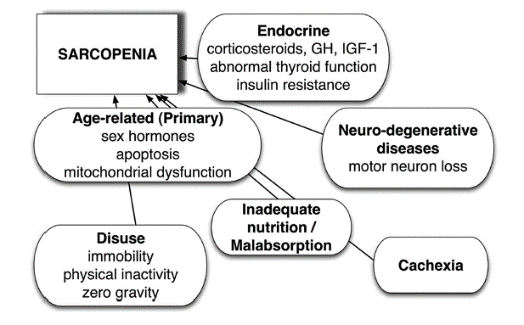 SARCOPENIA
Endocrine
corticosteroids, GH, IGF-1
abnormal thyroid function
insulin resistance
Age-related (Primary)
sex hormones
apoptosis
mitochondrial dysfunction
Neuro-degenerative
diseases
motor neuron loss
Inadequate
nutrition /
Malabsorption
Disuse
immobility
physical inactivity
zero gravity
Cachexia